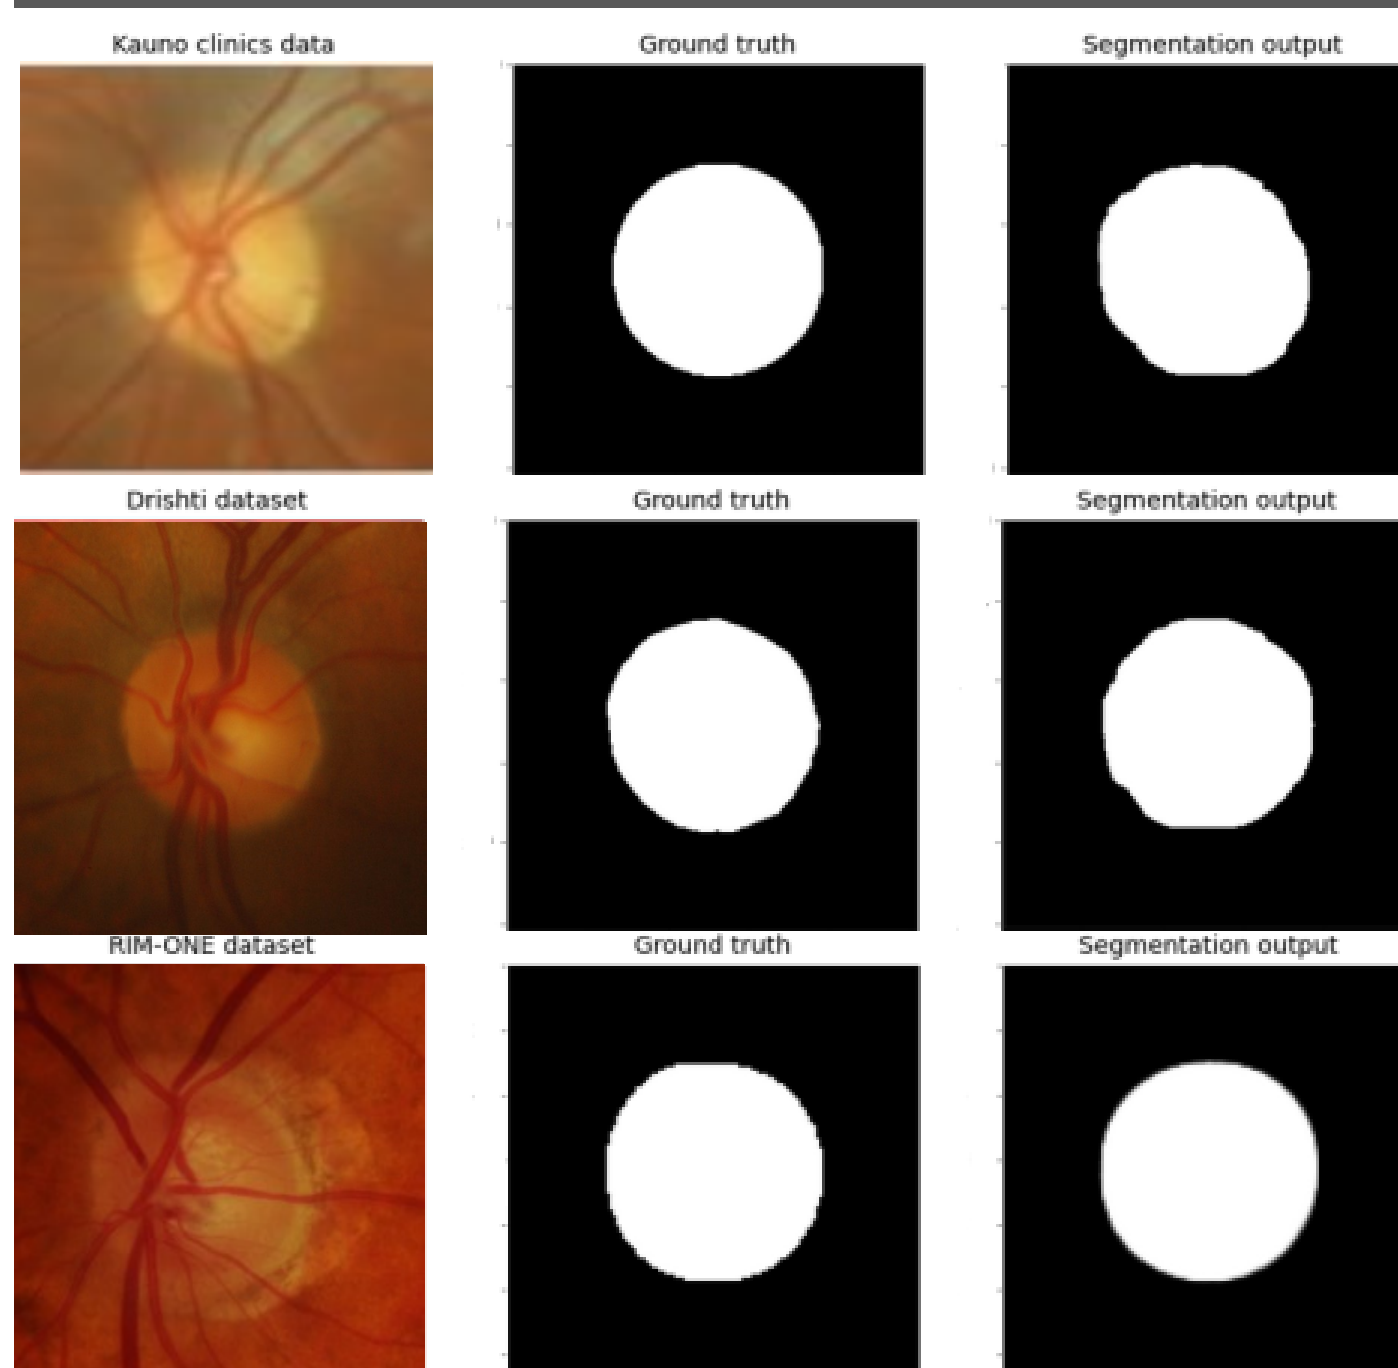 Kauno clinics data
Ground truth
Segmentation output
Drishti dataset
Ground truth
Segmentation output
RIM-ONE dataset
Ground truth
Segmentation output